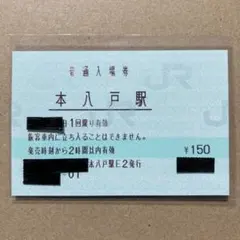 普通入場券
本八戸駅
日1回限り有効
旅客車内に立ち入ることはできません。
発売時刻から2時間以内有効
¥150
本八戸駅E2発行
01